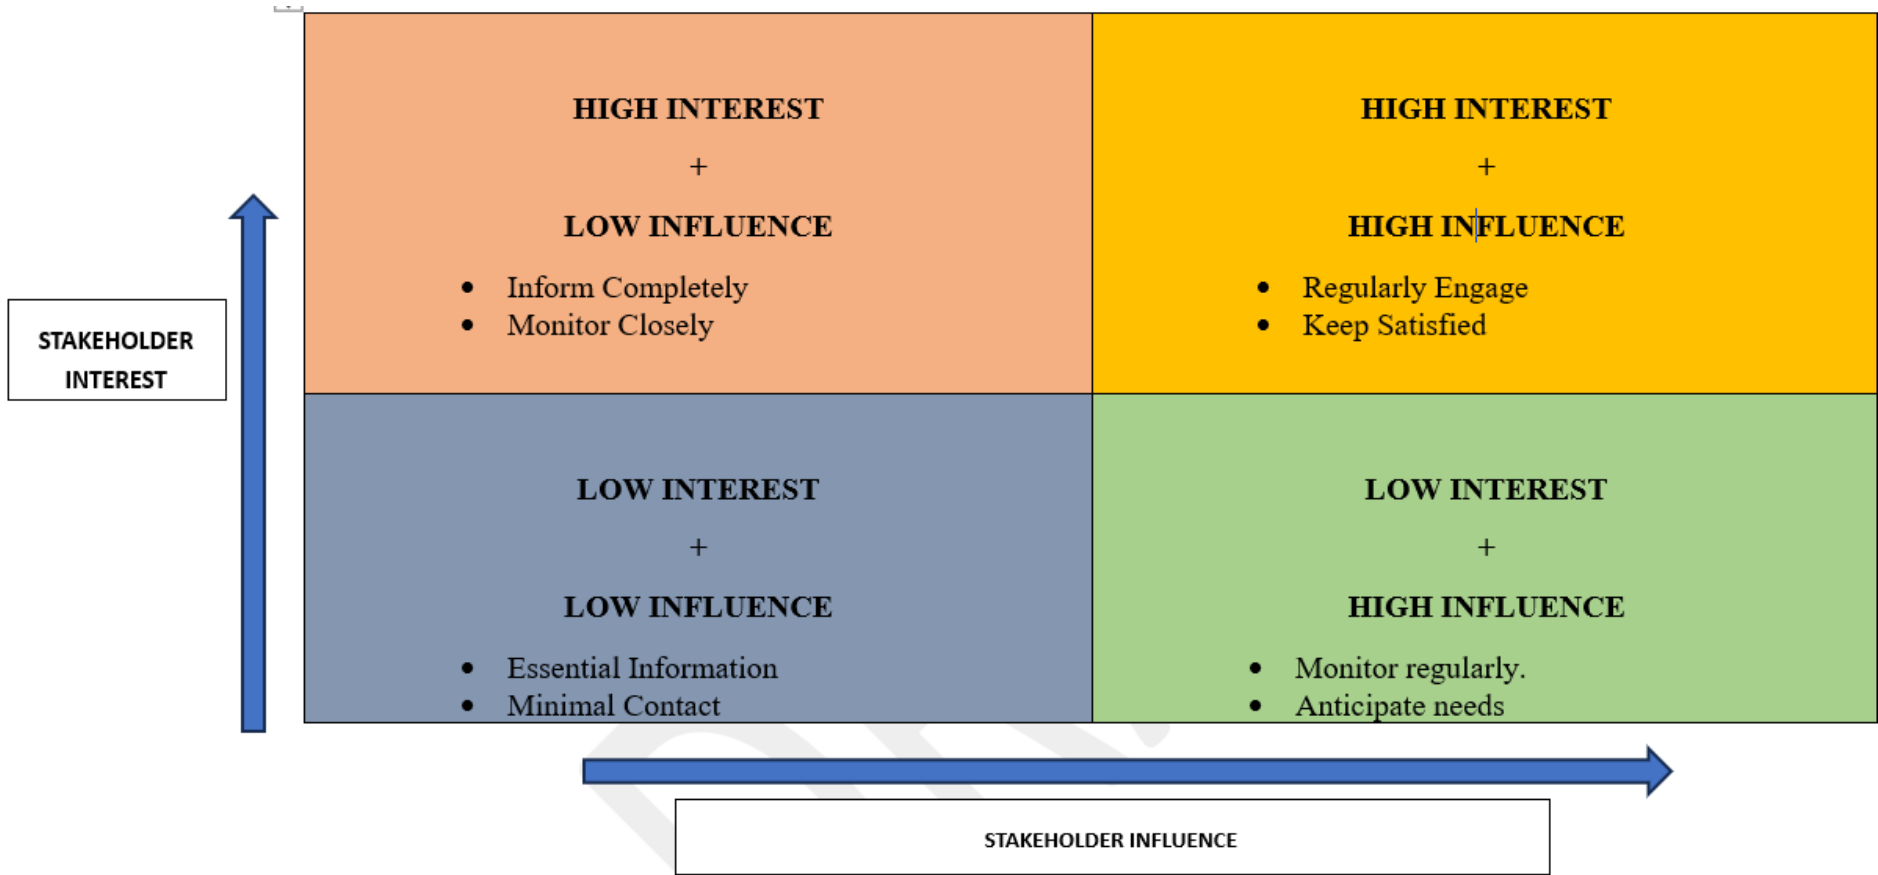 HIGH INTEREST
+
LOW INFLUENCE
• Inform Completely
• Monitor Closely
HIGH INTEREST
+
HIGH INFLUENCE
• Regularly Engage
• Keep Satisfied
STAKEHOLDER
INTEREST
LOW INTEREST
+
LOW INFLUENCE
• Essential Information
• Minimal Contact
LOW INTEREST
+
HIGH INFLUENCE
• Monitor regularly.
• Anticipate needs
STAKEHOLDER INFLUENCE